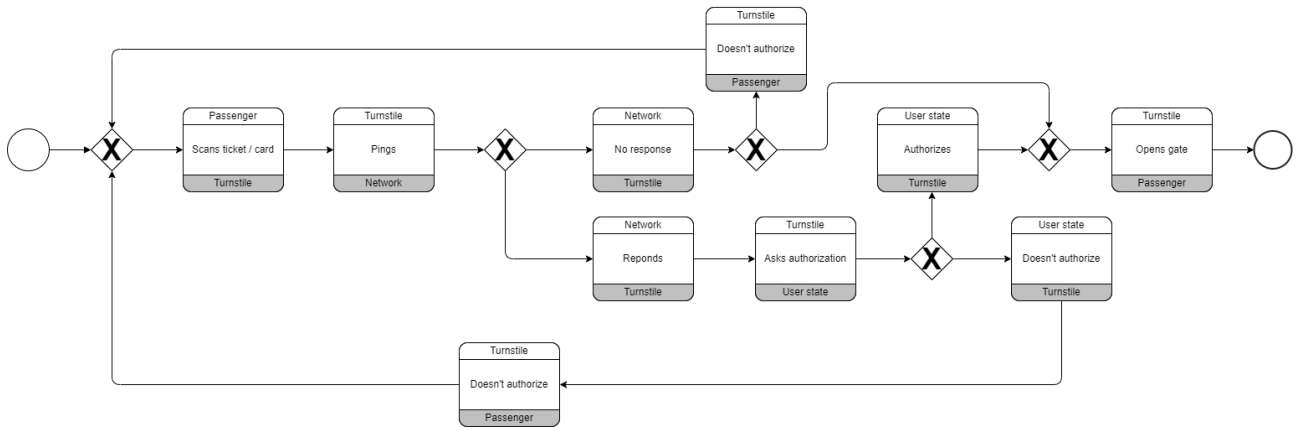 Turnstile
Doesn't authorize
Passenger
Passenger
Scans ticket / card
Turnstile
Turnstile
Pings
Network
Network
No response
Turnstile
User state
Authorizes
Turnstile
Turnstile
Opens gate
Passenger
Network
Reponds
Turnstile
Turnstile
Asks authorization
User state
User state
Doesn't authorize
Turnstile
Turnstile
Doesn't authorize
Passenger